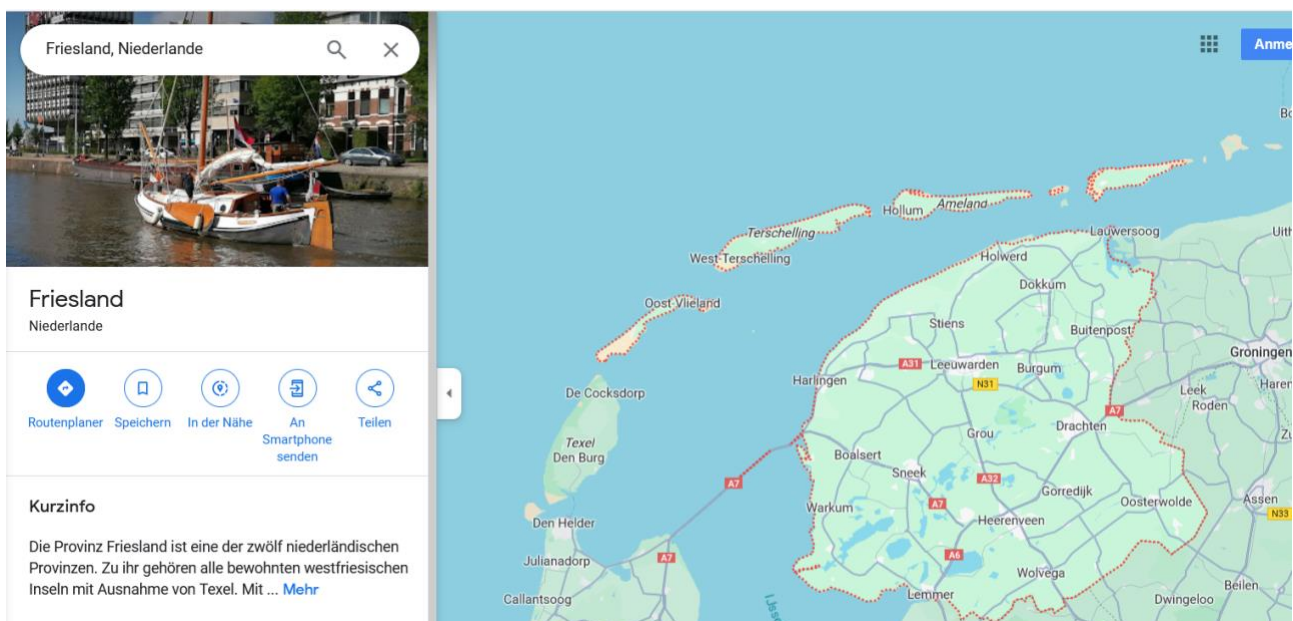 Friesland, Niederlande
Friesland
Niederlande
Routenplaner
Speichern
In der Nähe
An
Smartphone
senden
Teilen
Kurzinfo
Die Provinz Friesland ist eine der zwölf niederländischen
Provinzen. Zu ihr gehören alle bewohnten westfriesischen
Inseln mit Ausnahme von Texel. Mit ... Mehr
Hollum
Ameland
Terschelling
West-Terschelling
Oost-Vlieland
Lauwersoog
Holwerd
Dokkum
Stiens
Buitenpost
A31
Leeuwarden
Burgum
N31
Groningen
Harlingen
De Cocksdorp
Leek
Roden
A7
Drachten
Texel
Den Burg
Grou
Boalsert
Sneek
A7
A32
Gorredijk
Oosterwolde
Assen
N33
Warkum
A7
Heerenveen
Den Helder
Julianadorp
A7
A6
Wolvega
Beilen
Lemmer
Dwingeloo
Callantsoog